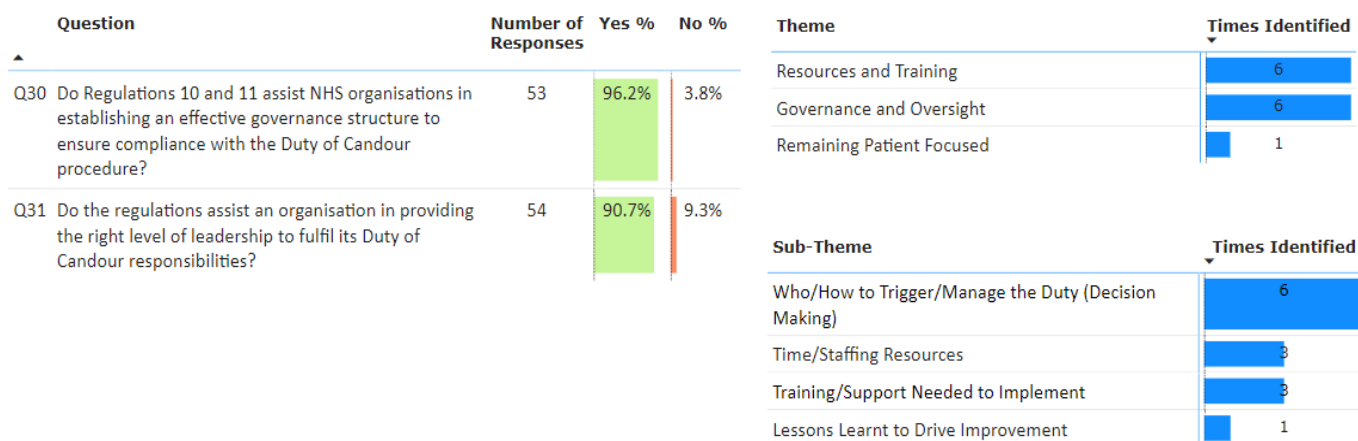 Question Number of Responses Yes % No %
Q30 Do Regulations 10 and 11 assist NHS organisations in 53 96.2% 3.8%
establishing an effective governance structure to
ensure compliance with the Duty of Candour
procedure?
Q31 Do the regulations assist an organisation in providing 54 90.7% 9.3%
the right level of leadership to fulfil its Duty of
Candour responsibilities?
Theme Times Identified
Resources and Training 6
Governance and Oversight 6
Remaining Patient Focused 1
Sub-Theme Times Identified
Who/How to Trigger/Manage the Duty (Decision 6
Making)
Time/Staffing Resources 3
Training/Support Needed to Implement 3
Lessons Learnt to Drive Improvement 1